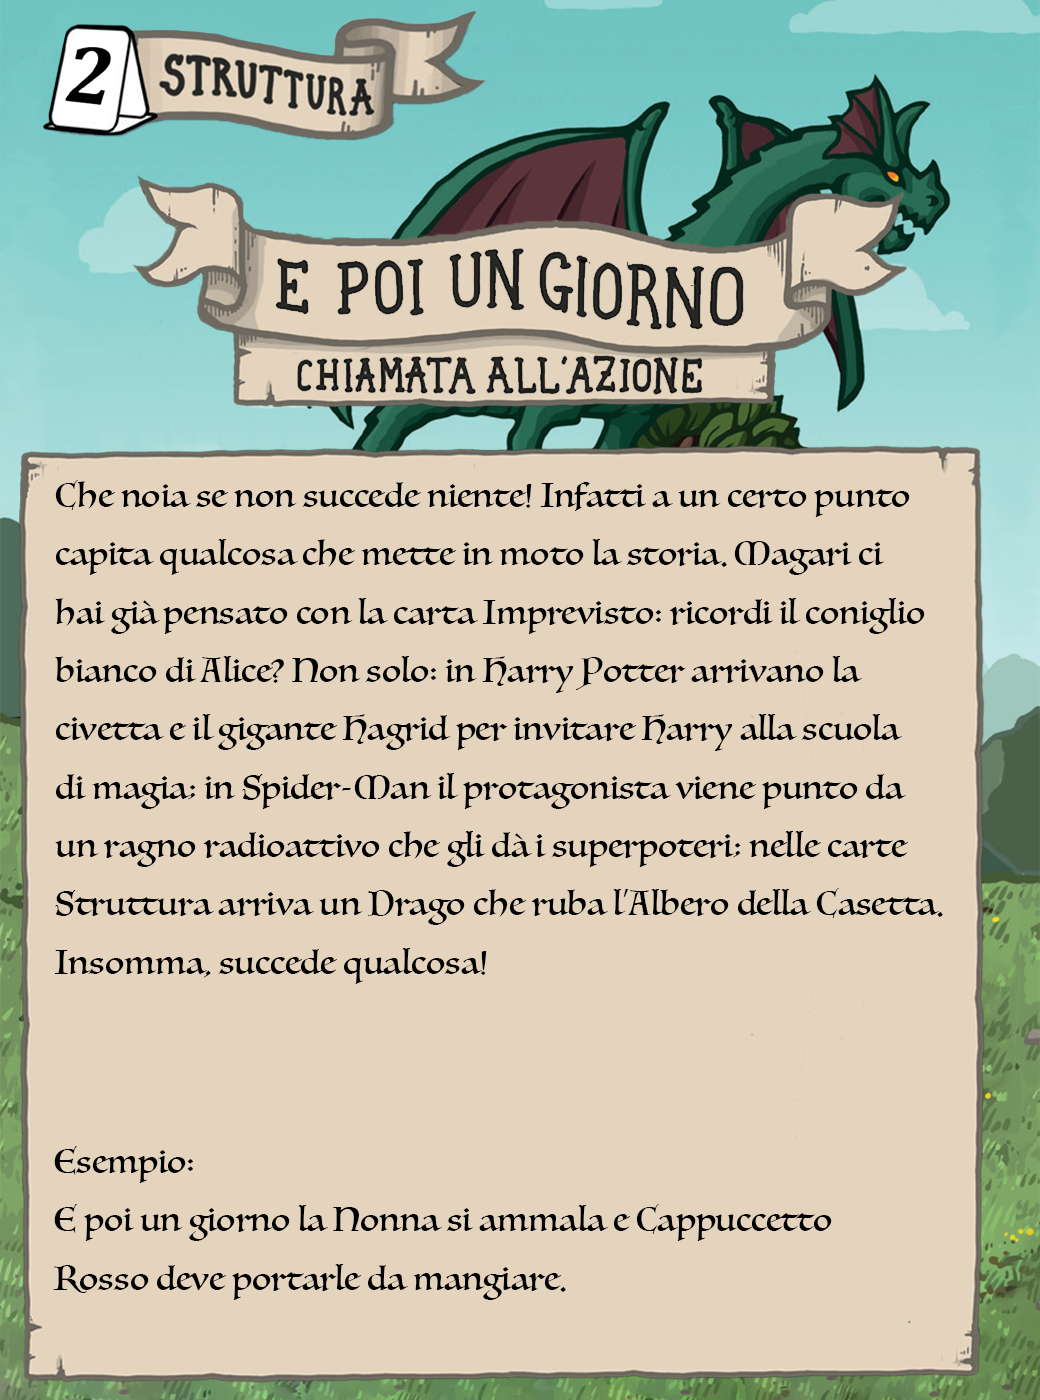 2
STRUTTURA
E POI UN GIORNO
CHIAMATA ALL'AZIONE
Che noia se non succede niente! Infatti a un certo punto
capita qualcosa che mette in moto la storia. Magari ci
hai già pensato con la carta Imprevisto: ricordi il coniglio
bianco di Alice? Non solo: in Harry Potter arrivano la
civetta e il gigante Hagrid per invitare Harry alla scuola
di magia; in Spider-Man il protagonista viene punto da
un ragno radioattivo che gli dà i superpoteri; nelle carte
Struttura arriva un Drago che ruba l'Albero della Casetta.
Insomma, succede qualcosa!
Esempio:
E poi un giorno la Nonna si ammala e Cappuccetto
Rosso deve portarle da mangiare.